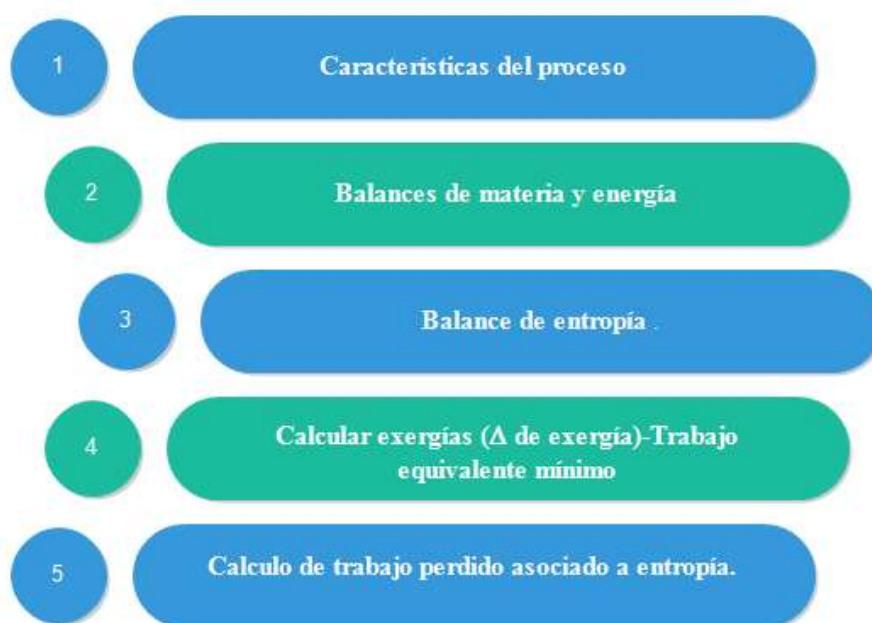 1
Características del proceso
2
Balances de materia y energía
3
Balance de entropía .
4
Calcular exergías (Δ de exergía)-Trabajo
equivalente mínimo
5
Calculo de trabajo perdido asociado a entropía.